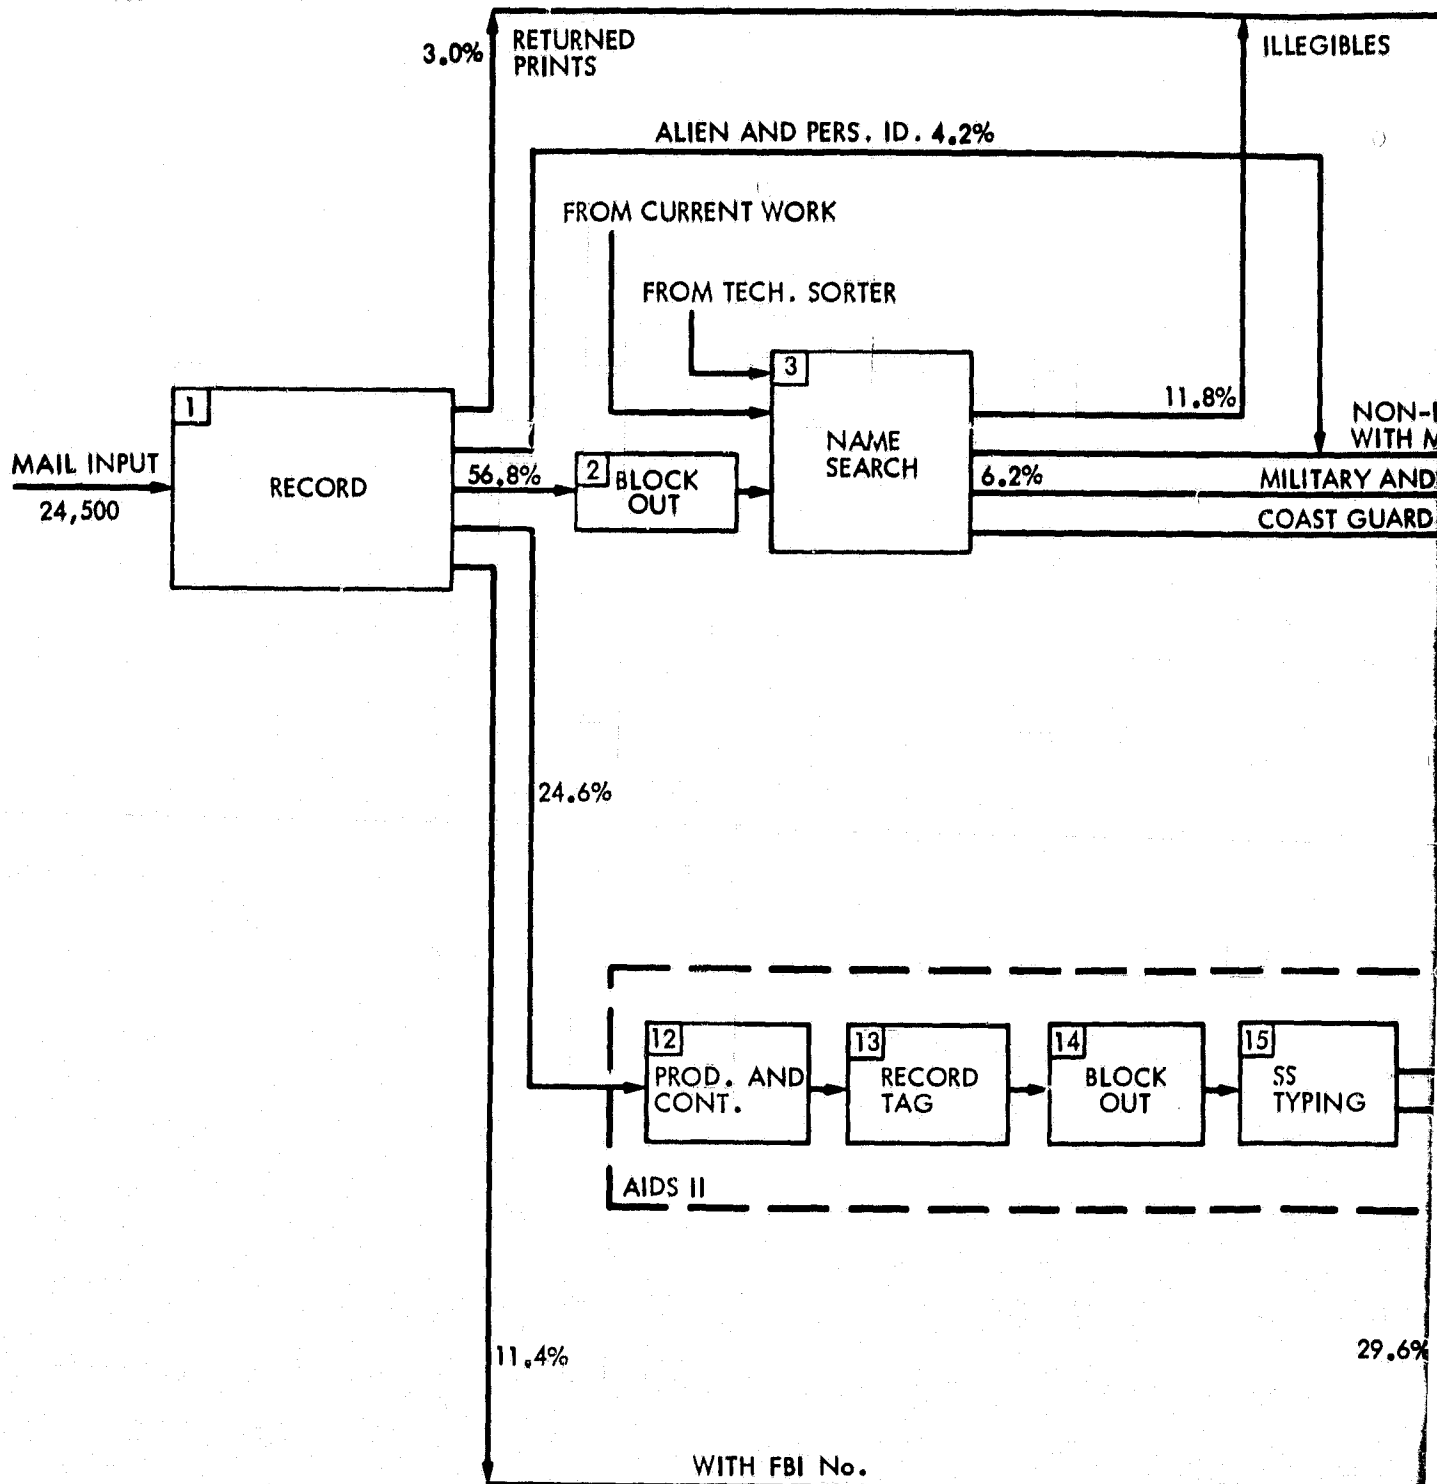 3.0%
RETURNED
PRINTS
ILLEGIBLES
ALIEN AND PERS. ID. 4.2%
FROM CURRENT WORK
FROM TECH. SORTER
1
RECORD
MAIL INPUT
24,500
56.8%
2
BLOCK
OUT
3
NAME
SEARCH
11.8%
6.2%
WITH
MILITARY AND
COAST GUARD
24.6%
12
PROD. AND
CONT.
13
RECORD
TAG
14
BLOCK
OUT
15
SS
TYPING
AIDS II
11.4%
29.6%
WITH FBI No.